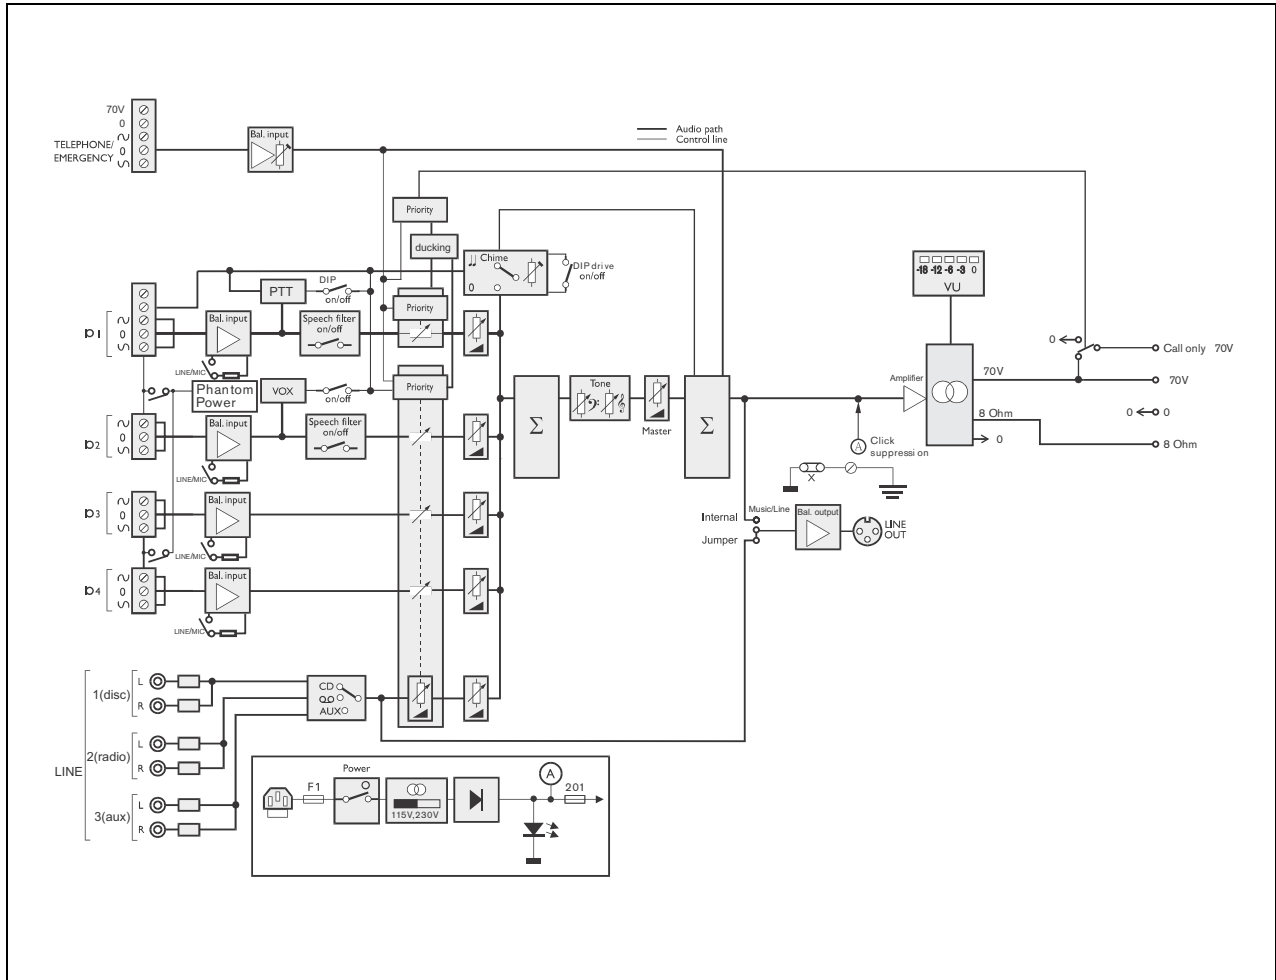 70V
0
TELEPHONE/
EMERGENCY
0
Bal. input
Audio path
Control line
Priority
ducking
Chime
0
DIP drive
on/off
-18 -12 -6 -3 0
VU
PTT
DIP
on/off
Priority
1
0
Bal. input
Speech filter
on/off
LINE/MIC
0
Call only 70V
Phantom
Power
VOX
on/off
Priority
Σ
Tone
Master
Σ
Amplifier
70V
70V
2
0
Bal. input
Speech filter
on/off
LINE/MIC
A
Click
suppression
8 Ohm
0
0 0
8 Ohm
X
3
0
Bal. input
LINE/MIC
Internal
Jumper
Music/Line
Bal. output
LINE
OUT
4
0
Bal. input
LINE/MIC
LINE
1(disc)
L
R
CD
AUX
2(radio)
L
R
3(aux)
L
R
F1
Power
115V,230V
A
201